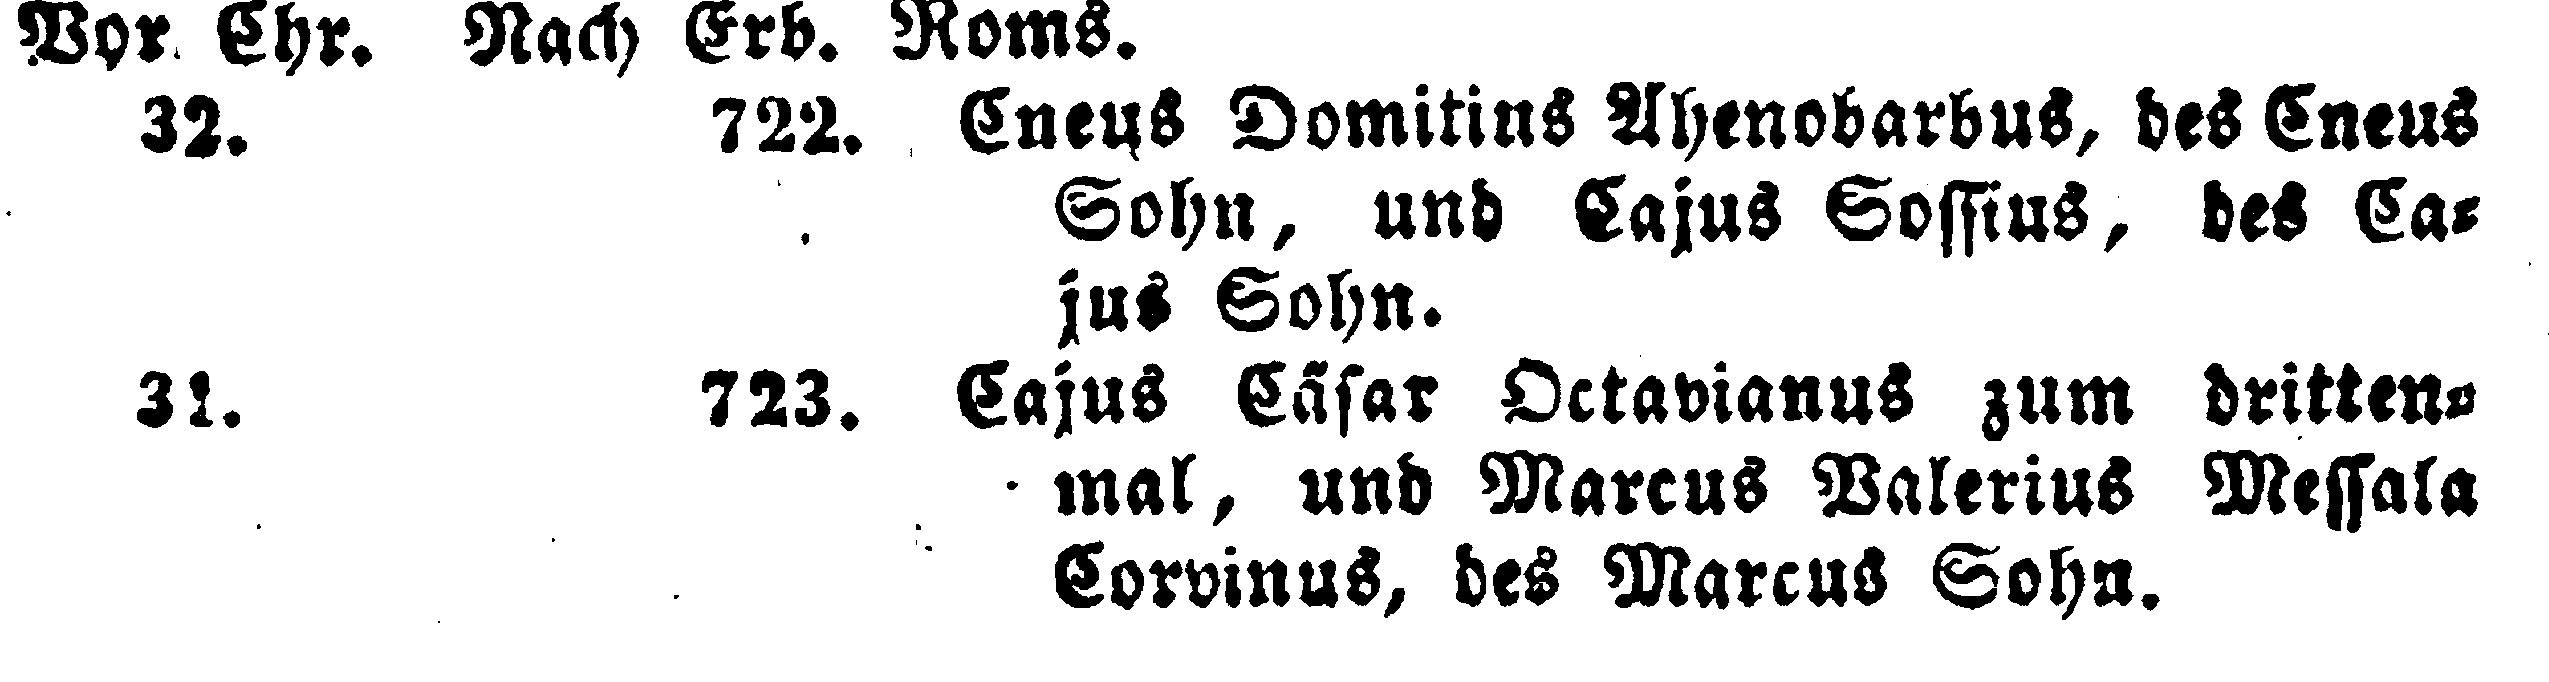 Vor Chr. Nach Erb. Roms.
32. 722. Cneus Domitius Ahenobarbus, des Cneus
Sohn, und Cajus Soſſius, des Ca⸗
jus Sohn.
31. 723. Cajus Cäſar Octavianus zum dritten⸗
mal, und Marcus Valerius Meſſala
Corvinus, des Marcus Sohn.